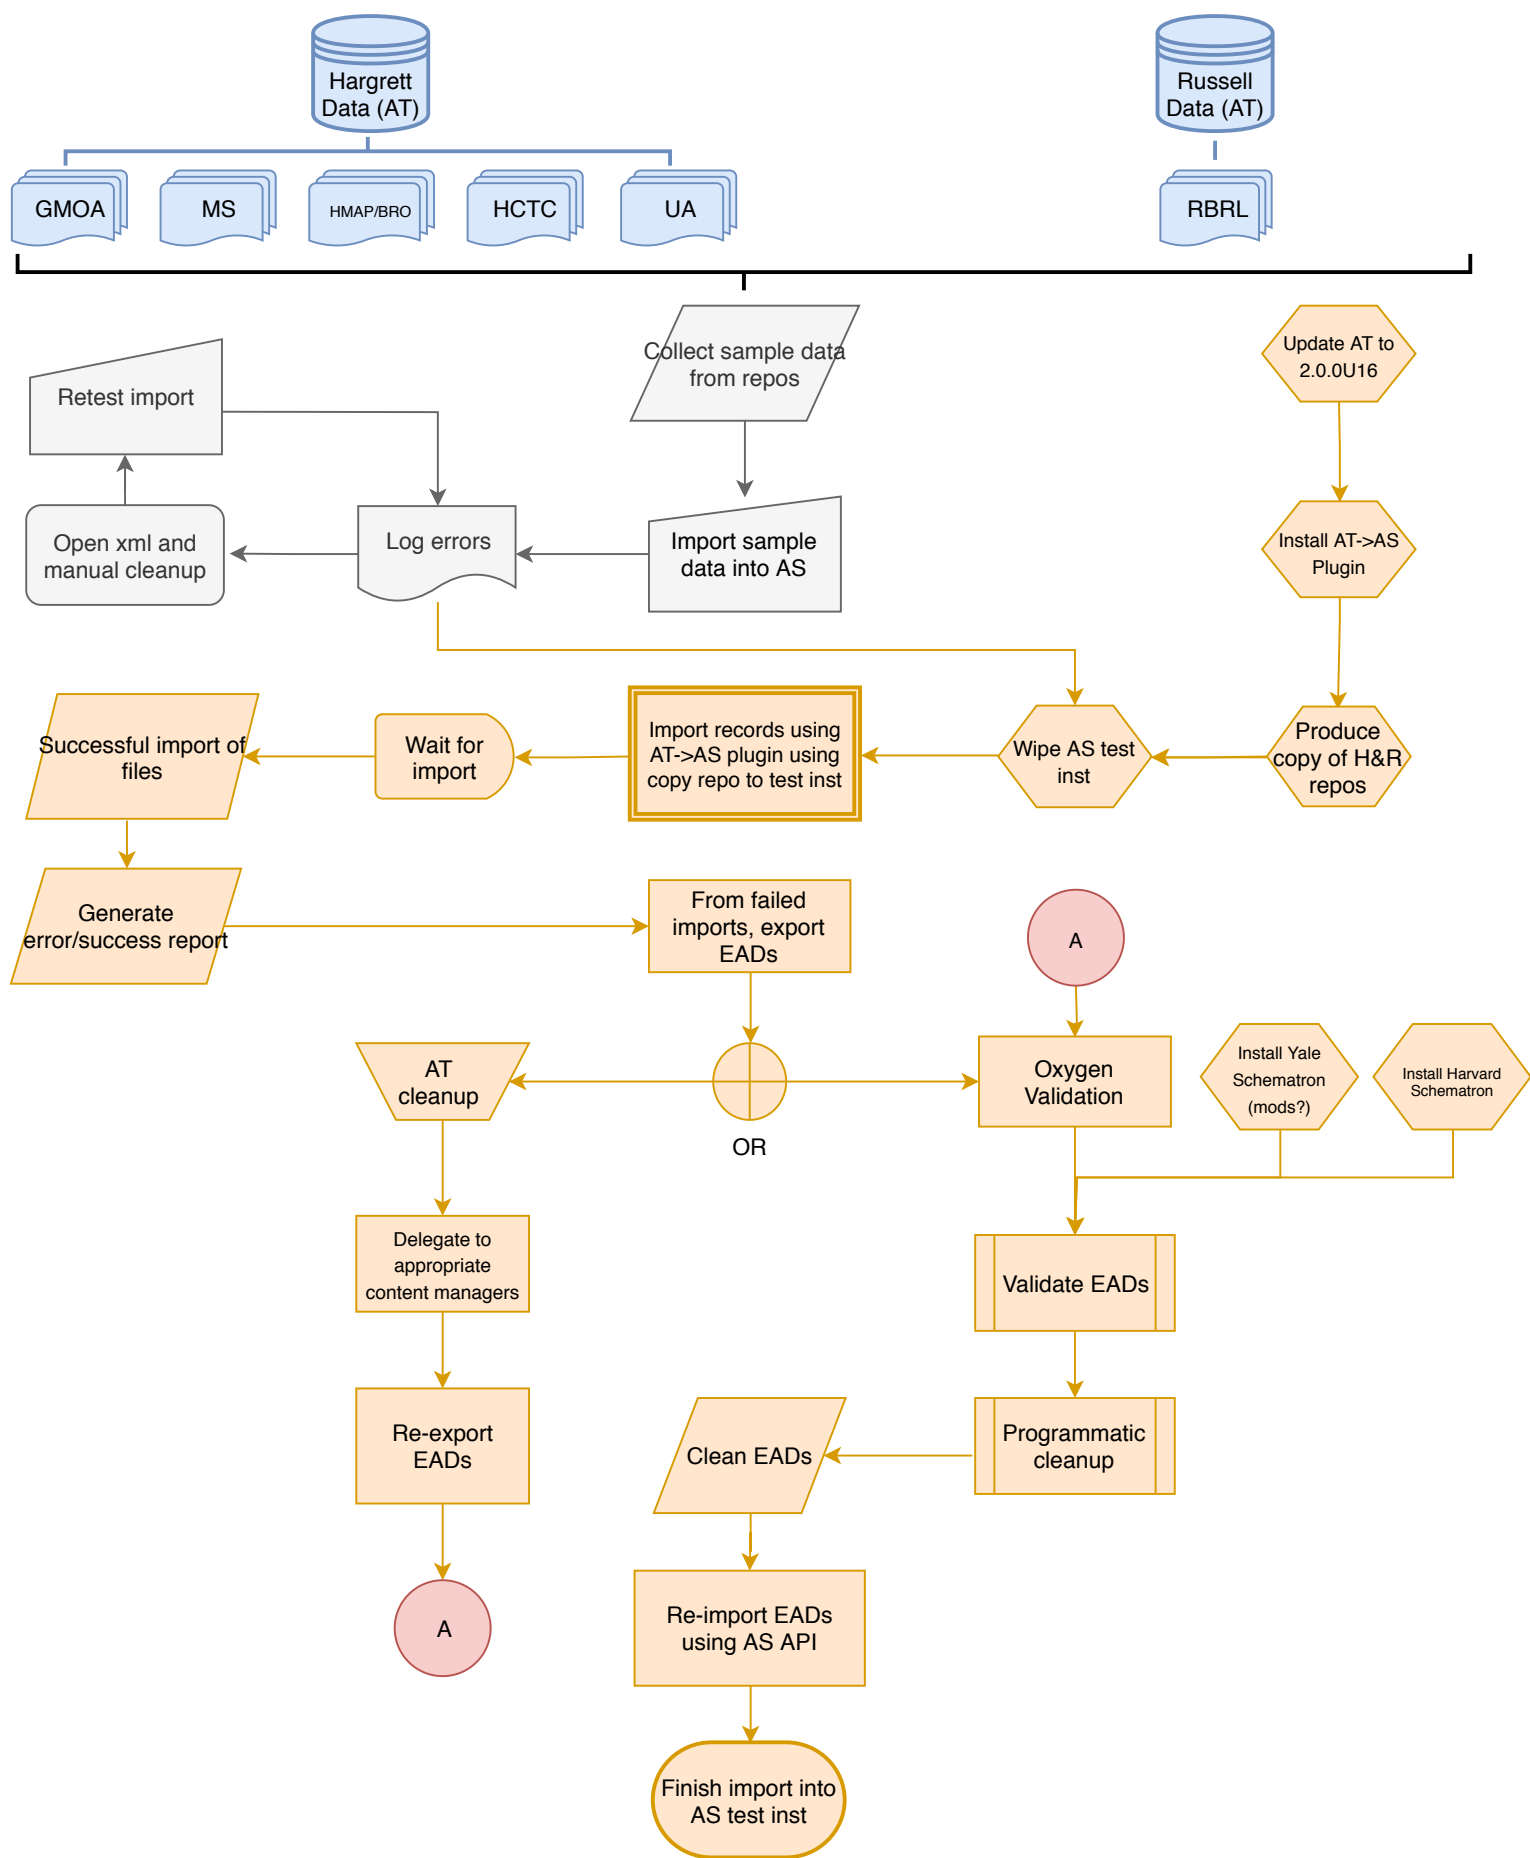 Hargrett
Data (AT)
Russell
Data (AT)
GMOA
MS
HMAP/BRO
HCTC
UA
RBRL
Collect sample data
from repos
Update AT to
2.0.0U16
Retest import
Open xml and
manual cleanup
Log errors
Import sample
data into AS
Install AT->AS
Plugin
Successful import of
files
Wait for
import
Import records using
AT->AS plugin using
copy repo to test inst
Wipe AS test
inst
Produce
copy of H&R
repos
Generate
error/success report
From failed
imports, export
EADs
A
AT
cleanup
OR
Oxygen
Validation
Install Yale
Schematron
(mods?)
Install Harvard
Schematron
Delegate to
appropriate
content managers
Validate EADs
Re-export
EADs
Clean EADs
Programmatic
cleanup
A
Re-import EADs
using AS API
Finish import into
AS test inst